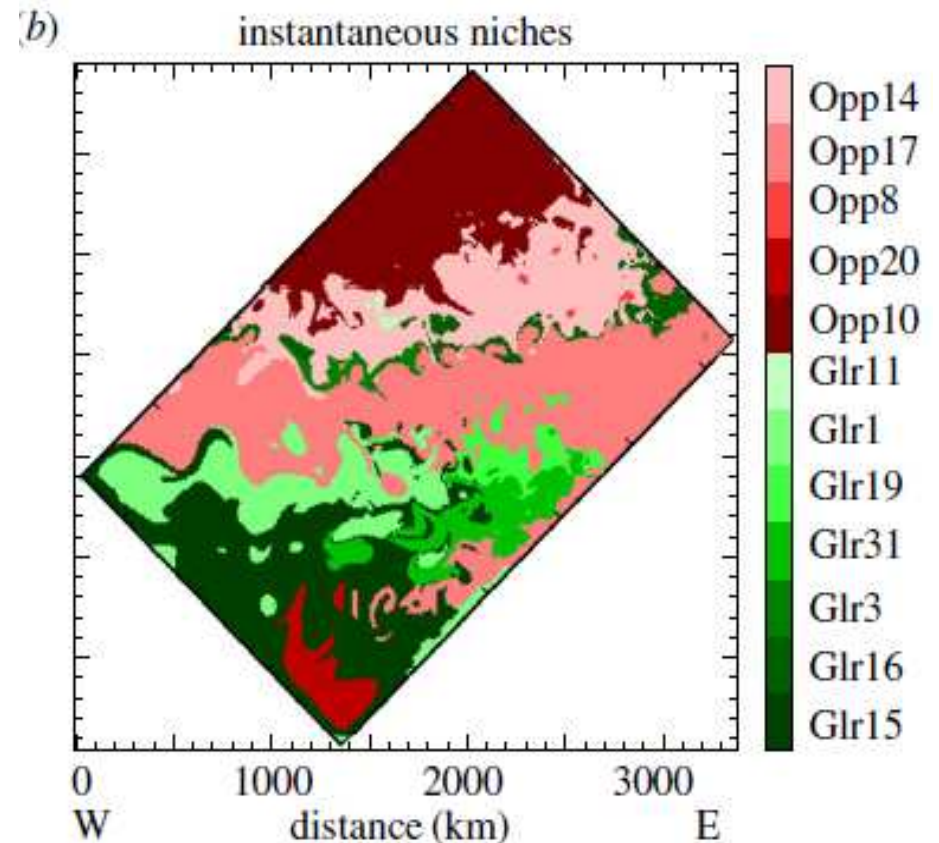 (b)
instantaneous niches
Opp14
Opp17
Opp8
Opp20
Opp10
Glr11
Glr1
Glr19
Glr31
Glr3
Glr16
Glr15
0 1000 2000 3000
W distance (km) E